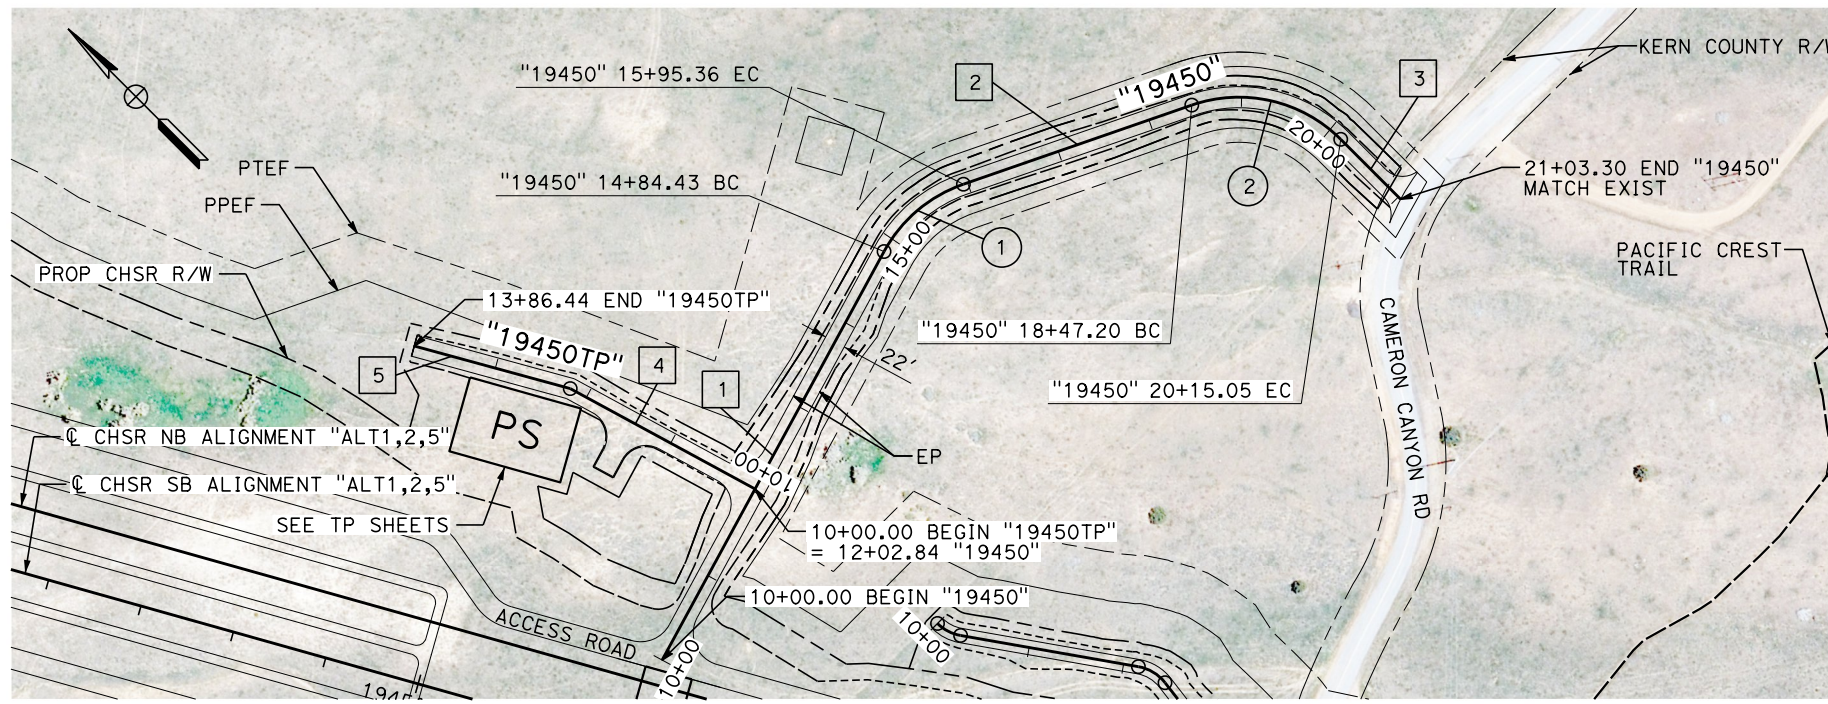 KERN COUNTY R/W
"19450" 15+95.36 EC
2
"19450"
3
PTEF
"19450" 14+84.43 BC
20+00
21+03.30 END "19450"
MATCH EXIST
PPEF
2
15+00
1
PACIFIC CREST
TRAIL
PROP CHSR R/W
13+86.44 END "19450TP"
"19450TP"
"19450" 18+47.20 BC
CAMERON CANYON RD
22'
4
5
1
"19450" 20+15.05 EC
PS
℄ CHSR NB ALIGNMENT "ALT1,2,5"
10+00
EP
℄ CHSR SB ALIGNMENT "ALT1,2,5"
SEE TP SHEETS
10+00.00 BEGIN "19450TP"
= 12+02.84 "19450"
10+00.00 BEGIN "19450"
ACCESS ROAD
10+00
10+00